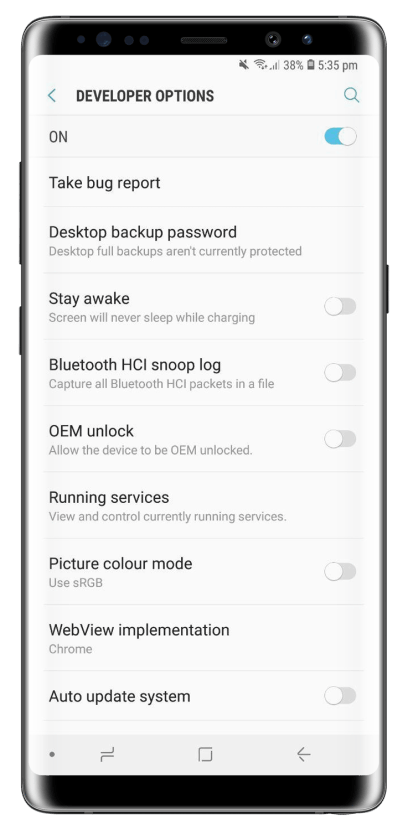 38% 5:35 pm
DEVELOPER OPTIONS
ON
Take bug report
Desktop backup password
Desktop full backups aren't currently protected
Stay awake
Screen will never sleep while charging
Bluetooth HCI snoop log
Capture all Bluetooth HCI packets in a file
OEM unlock
Allow the device to be OEM unlocked.
Running services
View and control currently running services.
Picture colour mode
Use sRGB
WebView implementation
Chrome
Auto update system